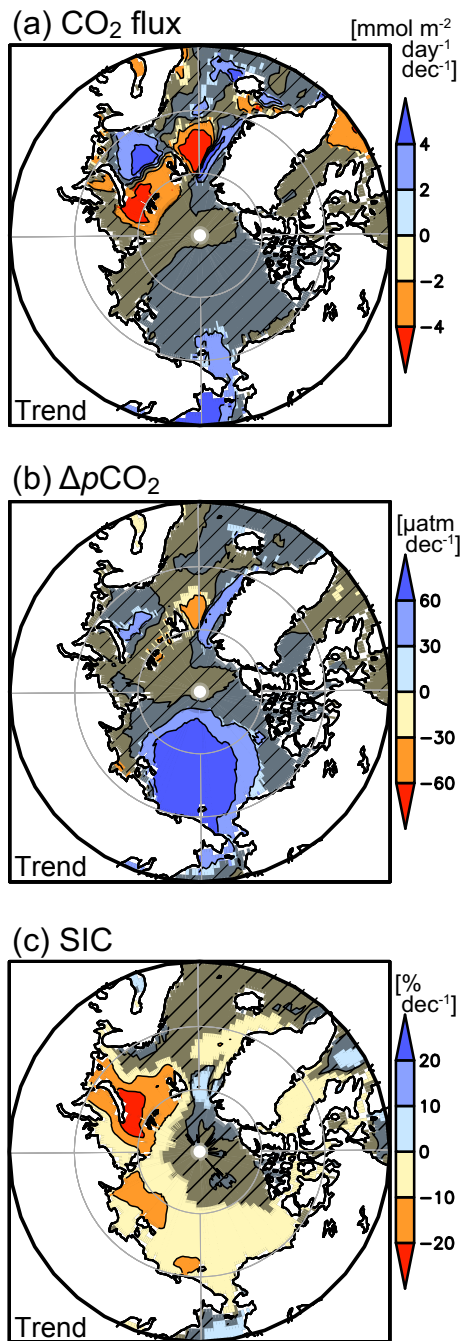 (a) CO₂ flux
[mmol m⁻²
day⁻¹
dec⁻¹]
4
2
0
−2
−4
Trend
(b) ΔpCO₂
[µatm
dec⁻¹]
60
30
0
−30
−60
Trend
(c) SIC
[%
dec⁻¹]
20
10
0
−10
−20
Trend